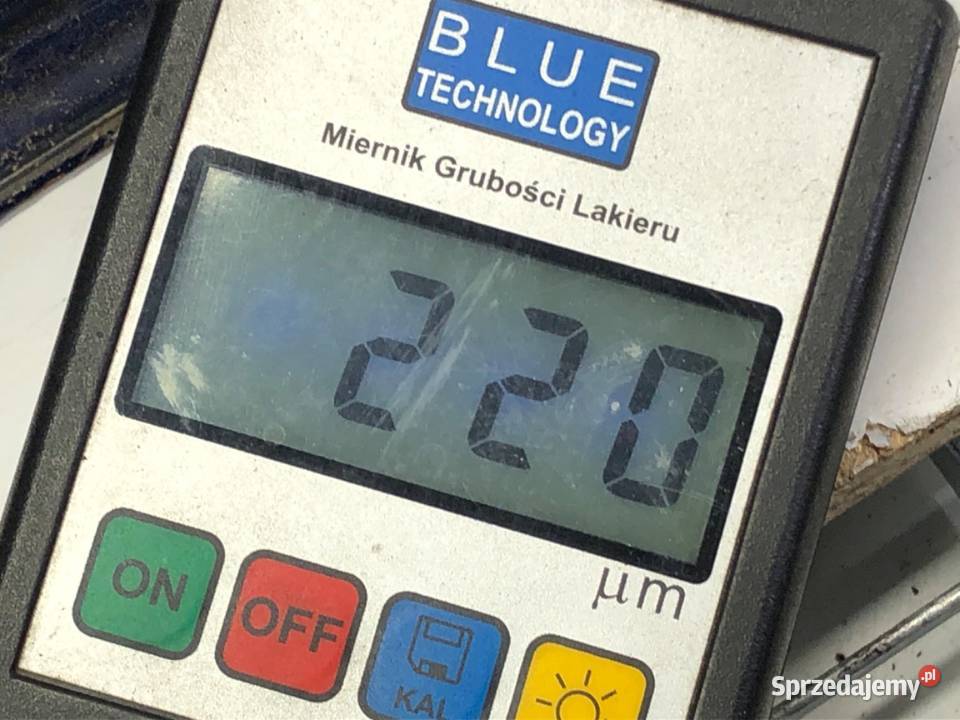 BLUE
TECHNOLOGY
Miernik Grubości Lakieru
220
µm
ON
OFF
KAL
Sprzedajemy.pl